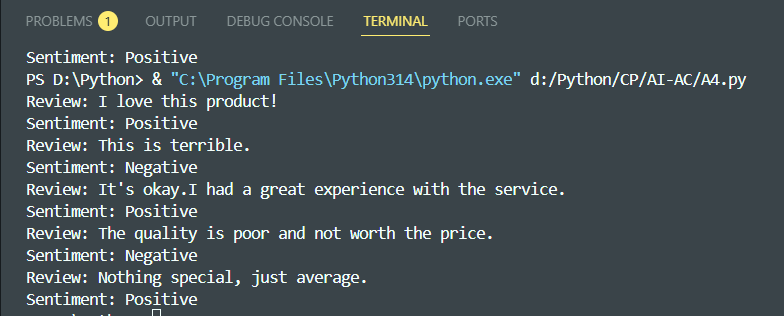 PROBLEMS 1 OUTPUT DEBUG CONSOLE TERMINAL PORTS
Sentiment: Positive
PS D:\Python> & "C:\Program Files\Python314\python.exe" d:/Python/CP/AI-AC/A4.py
Review: I love this product!
Sentiment: Positive
Review: This is terrible.
Sentiment: Negative
Review: It's okay.I had a great experience with the service.
Sentiment: Positive
Review: The quality is poor and not worth the price.
Sentiment: Negative
Review: Nothing special, just average.
Sentiment: Positive